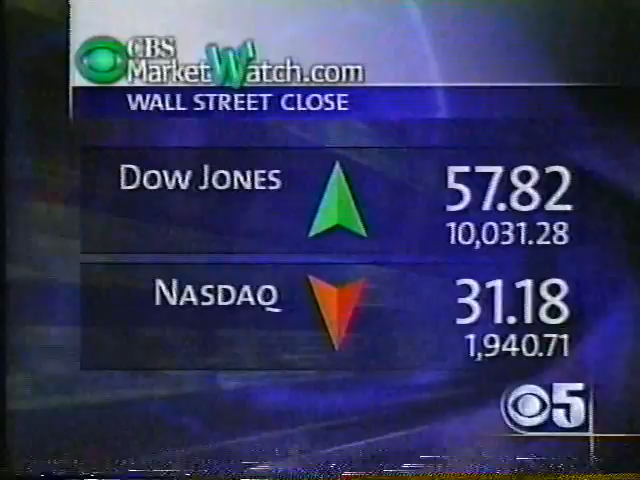 CBS
MarketWatch.com
WALL STREET CLOSE
DOW JONES
57.82
10,031.28
NASDAQ
31.18
1,940.71
5